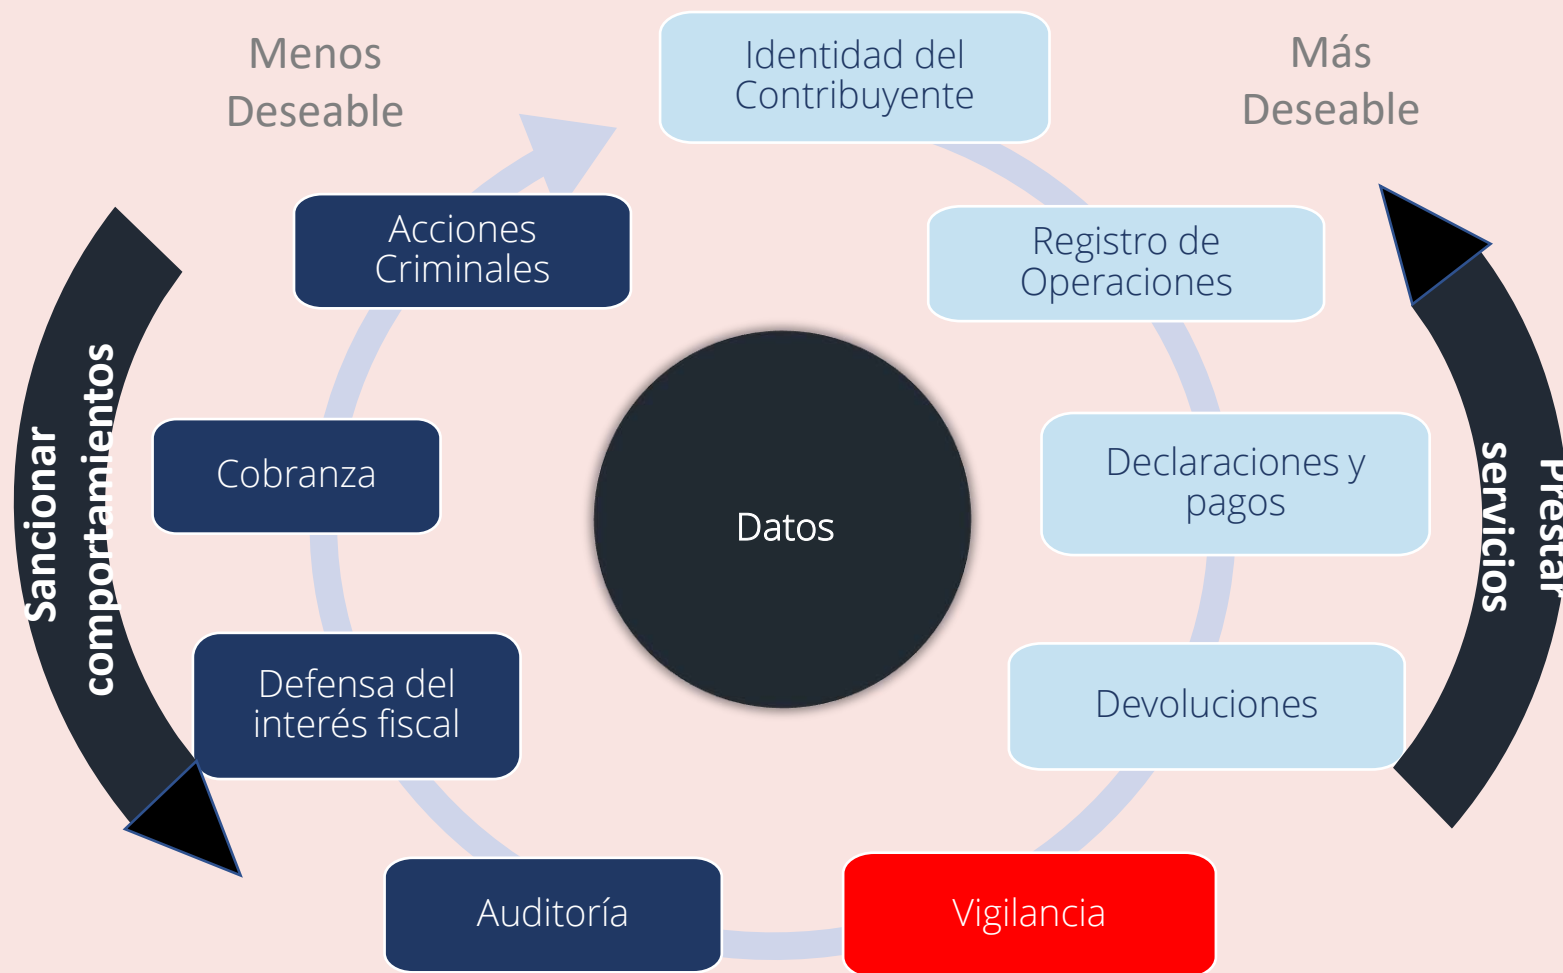 Menos
Deseable
Identidad del
Contribuyente
Más
Deseable
Acciones
Criminales
Registro de
Operaciones
Sancionar
comportamientos
Cobranza
Datos
Declaraciones y
pagos
Prestar
servicios
Defensa del
interés fiscal
Devoluciones
Auditoría
Vigilancia